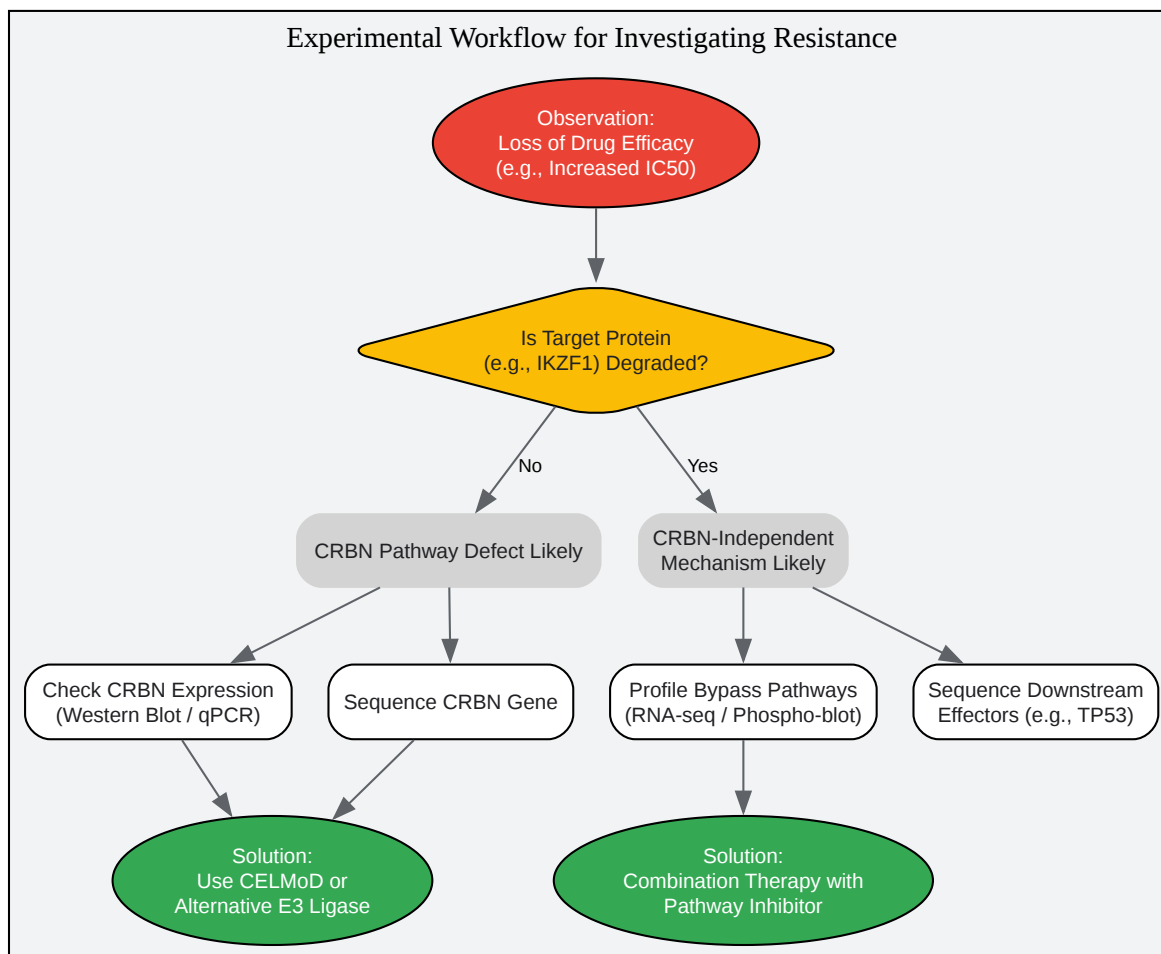 Experimental Workflow for Investigating Resistance
Observation:
Loss of Drug Efficacy
(e.g., Increased IC50)
Is Target Protein
(e.g., IKZF1) Degraded?
No
Yes
CRBN Pathway Defect Likely
CRBN-Independent
Mechanism Likely
Check CRBN Expression
(Western Blot / qPCR)
Sequence CRBN Gene
Profile Bypass Pathways
(RNA-seq / Phospho-blot)
Sequence Downstream
Effectors (e.g., TP53)
Solution:
Use CELMoD or
Alternative E3 Ligase
Solution:
Combination Therapy with
Pathway Inhibitor